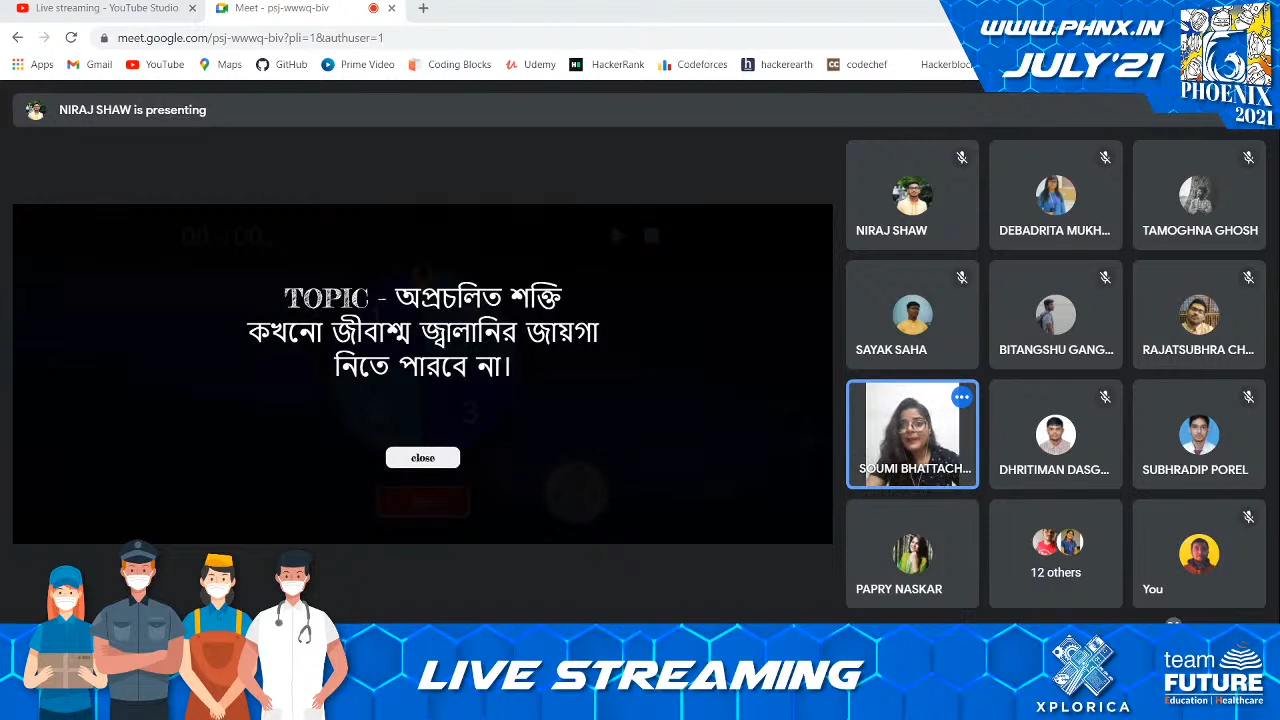 Live streaming - YouTube Studio
Meet - psj-wwwq-biv
meet.google.com/psj-wwwq-biv?pli=1&authuser=1
Apps
Gmail
YouTube
Maps
GitHub
Prime Video
Coding Blocks
Udemy
HackerRank
Codeforces
hackerearth
codechef
WWW.PHNX.IN
JULY'21
PHOENIX
2021
NIRAJ SHAW is presenting
TOPIC - অপ্রচলিত শক্তি
কখনো জীবাশ্ম জ্বালানির জায়গা
নিতে পারবে না।
3
close
NIRAJ SHAW
DEBADRITA MUKH...
TAMOGHNA GHOSH
SAYAK SAHA
BITANGSHU GANG...
RAJATSUBHRA CH...
SOUMI BHATTACH...
DHRITIMAN DASG...
SUBHRADIP POREL
PAPRY NASKAR
12 others
You
LIVE STREAMING
XPLORICA
team
FUTURE
Education | Healthcare